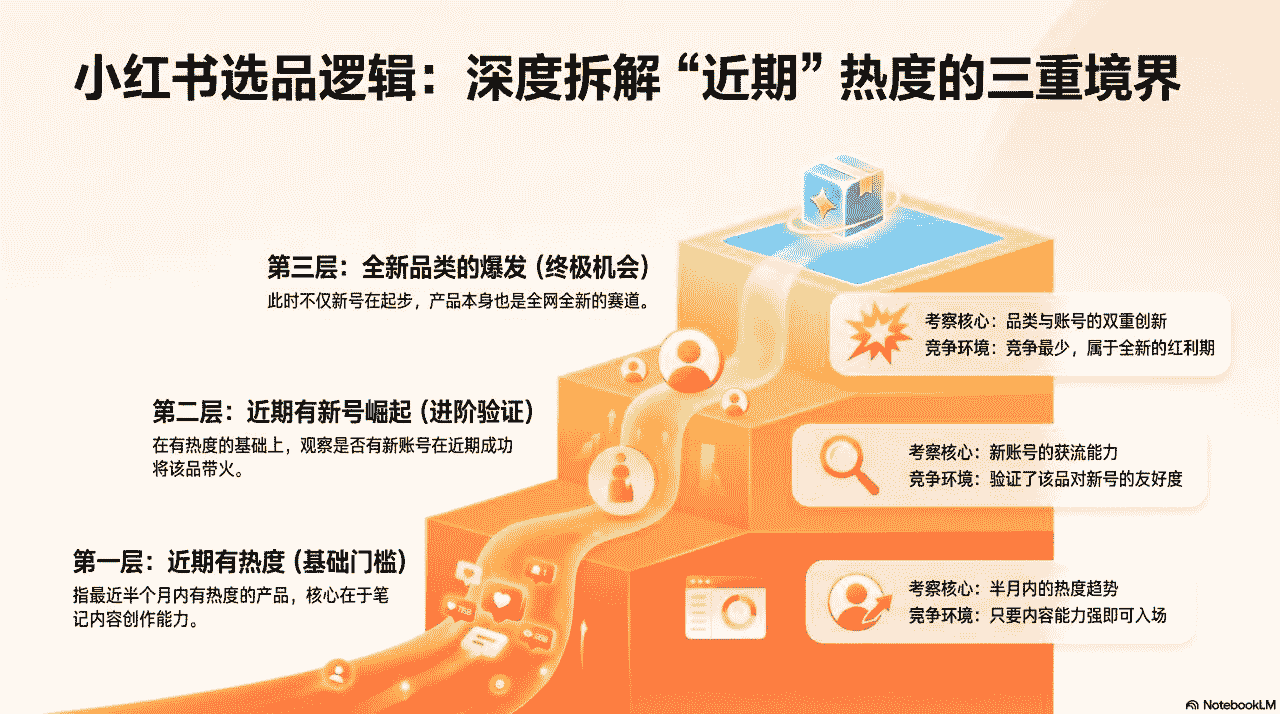 小红书选品逻辑：深度拆解“近期”热度的三重境界
第三层：全新品类的爆发（终极机会）
此时不仅新号在起步，产品本身也是全网全新的赛道。
考察核心：品类与账号的双重创新
竞争环境：竞争最少，属于全新的红利期
第二层：近期有新号崛起（进阶验证）
在有热度的基础上，观察是否有新账号在近期成功
将该品带火。
考察核心：新账号的获流能力
竞争环境：验证了该品对新号的友好度
第一层：近期有热度（基础门槛）
指最近半个月内有热度的产品，核心在于笔
记内容创作能力。
考察核心：半月内的热度趋势
竞争环境：只要内容能力强即可入场
NotebookLM